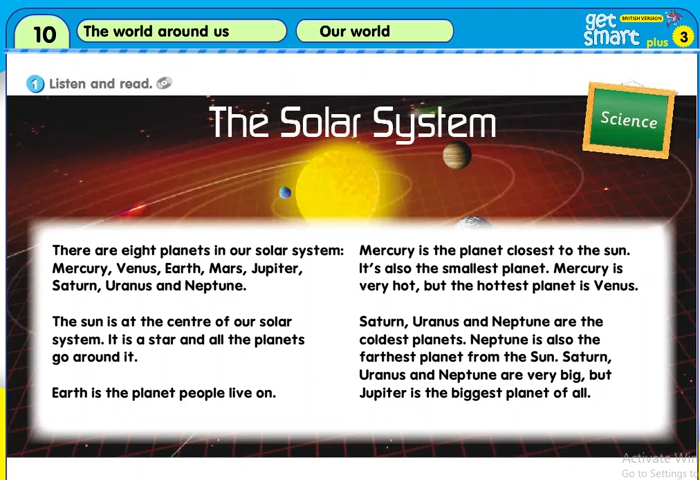 10
The world around us
Our world
get smart plus 3
BRITISH VERSION
1 Listen and read.
The Solar System
Science
There are eight planets in our solar system:
Mercury, Venus, Earth, Mars, Jupiter,
Saturn, Uranus and Neptune.
The sun is at the centre of our solar
system. It is a star and all the planets
go around it.
Earth is the planet people live on.
Mercury is the planet closest to the sun.
It's also the smallest planet. Mercury is
very hot, but the hottest planet is Venus.
Saturn, Uranus and Neptune are the
coldest planets. Neptune is also the
farthest planet from the Sun. Saturn,
Uranus and Neptune are very big, but
Jupiter is the biggest planet of all.
Activate Win
Go to Settings to